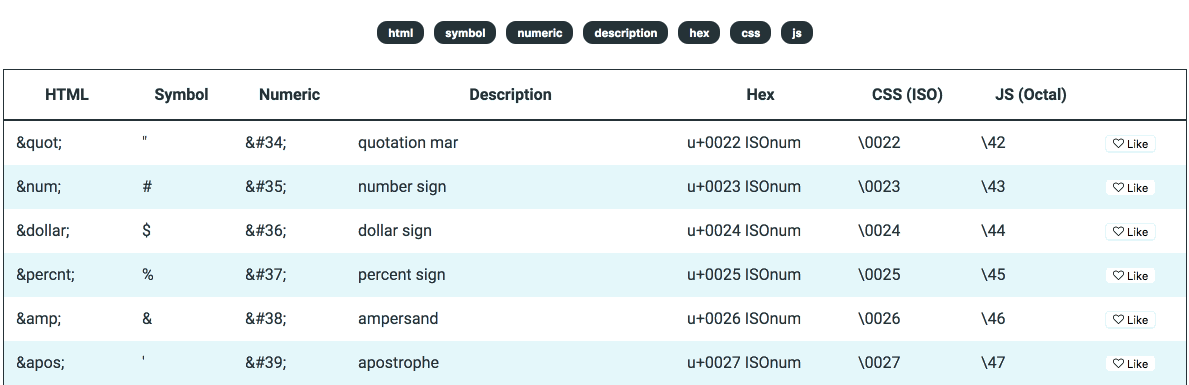 html symbol numeric description hex css js
HTML Symbol Numeric Description Hex CSS (ISO) JS (Octal)
&quot; " &#34; quotation mar u+0022 ISOnum \0022 \42 Like
&num; # &#35; number sign u+0023 ISOnum \0023 \43 Like
&dollar; $ &#36; dollar sign u+0024 ISOnum \0024 \44 Like
&percnt; % &#37; percent sign u+0025 ISOnum \0025 \45 Like
&amp; & &#38; ampersand u+0026 ISOnum \0026 \46 Like
&apos; ' &#39; apostrophe u+0027 ISOnum \0027 \47 Like